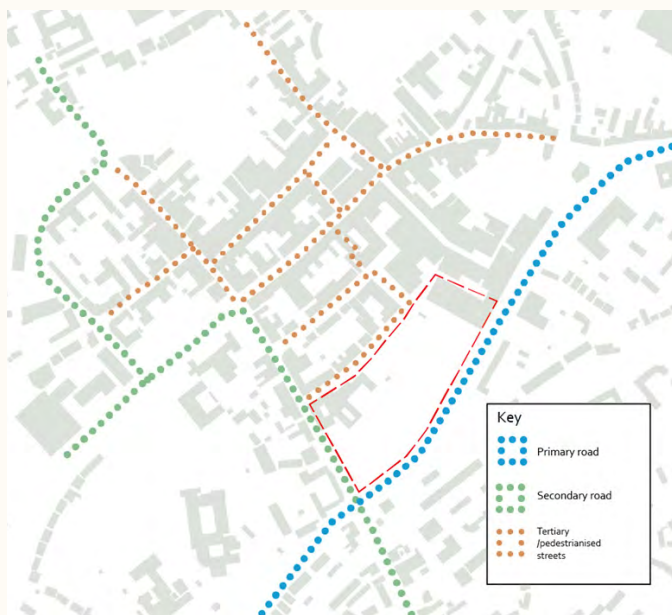 Key
Primary road
Secondary road
Tertiary
/pedestrianised
streets